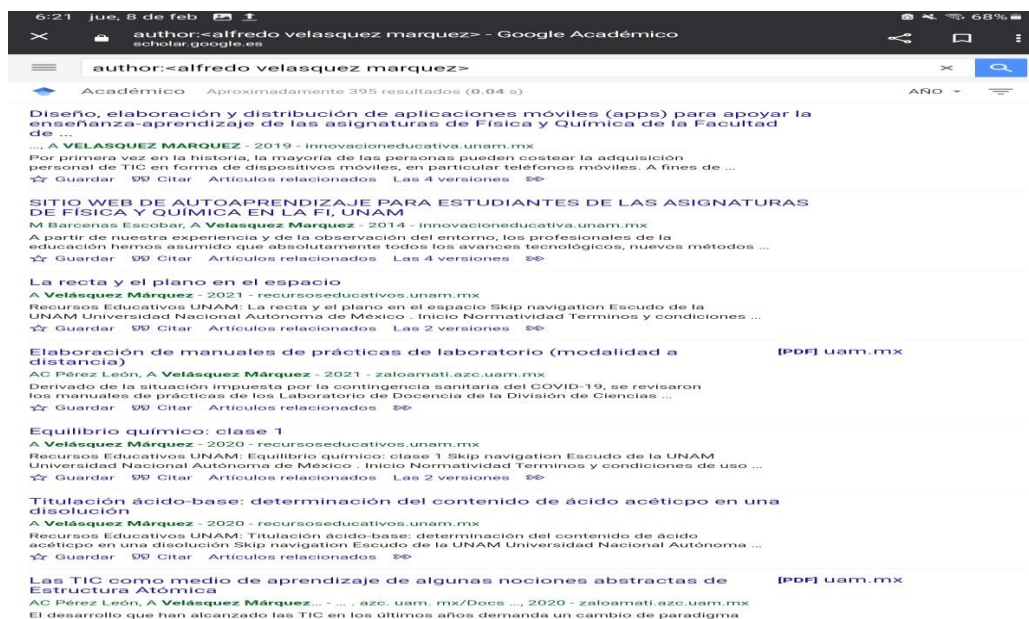 6:21 jue, 8 de feb 68%
author:<alfredo velasquez marquez> - Google Académico
scholar.google.es
author:<alfredo velasquez marquez>
Académico Aproximadamente 395 resultados (0.04 s) AÑO
Diseño, elaboración y distribución de aplicaciones móviles (apps) para apoyar la
enseñanza-aprendizaje de las asignaturas de Física y Química de la Facultad
de ...
..., A VELASQUEZ MARQUEZ - 2019 - innovacioneducativa.unam.mx
Por primera vez en la historia, la mayoría de las personas pueden costear la adquisición
personal de TIC en forma de dispositivos móviles, en particular teléfonos móviles. A fines de ...
Guardar Citar Artículos relacionados Las 4 versiones
SITIO WEB DE AUTOAPRENDIZAJE PARA ESTUDIANTES DE LAS ASIGNATURAS
DE FÍSICA Y QUÍMICA EN LA FI, UNAM
M Barcenas Escobar, A Velasquez Marquez - 2014 - innovacioneducativa.unam.mx
A partir de nuestra experiencia y de la observación del entorno, los profesionales de la
educación hemos asumido que absolutamente todos los avances tecnológicos, nuevos métodos ...
Guardar Citar Artículos relacionados Las 4 versiones
La recta y el plano en el espacio
A Velásquez Márquez - 2021 - recursoseducativos.unam.mx
Recursos Educativos UNAM: La recta y el plano en el espacio Skip navigation Escudo de la
UNAM Universidad Nacional Autónoma de México . Inicio Normatividad Terminos y condiciones ...
Guardar Citar Artículos relacionados Las 2 versiones
Elaboración de manuales de prácticas de laboratorio (modalidad a [PDF] uam.mx
distancia)
AC Pérez León, A Velásquez Márquez - 2021 - zaloamati.azc.uam.mx
Derivado de la situación impuesta por la contingencia sanitaria del COVID-19, se revisaron
los manuales de prácticas de los Laboratorio de Docencia de la División de Ciencias ...
Guardar Citar Artículos relacionados
Equilibrio químico: clase 1
A Velásquez Márquez - 2020 - recursoseducativos.unam.mx
Recursos Educativos UNAM: Equilibrio químico: clase 1 Skip navigation Escudo de la UNAM
Universidad Nacional Autónoma de México . Inicio Normatividad Terminos y condiciones de uso ...
Guardar Citar Artículos relacionados Las 2 versiones
Titulación ácido-base: determinación del contenido de ácido acéticpo en una
disolución
A Velásquez Márquez - 2020 - recursoseducativos.unam.mx
Recursos Educativos UNAM: Titulación ácido-base: determinación del contenido de ácido
acéticpo en una disolución Skip navigation Escudo de la UNAM Universidad Nacional Autónoma ...
Guardar Citar Artículos relacionados
Las TIC como medio de aprendizaje de algunas nociones abstractas de [PDF] uam.mx
Estructura Atómica
AC Pérez León, A Velásquez Márquez... - ... , azc. uam. mx/Docs ..., 2020 - zaloamati.azc.uam.mx
El desarrollo que han alcanzado las TIC en los últimos años demanda un cambio de paradigma